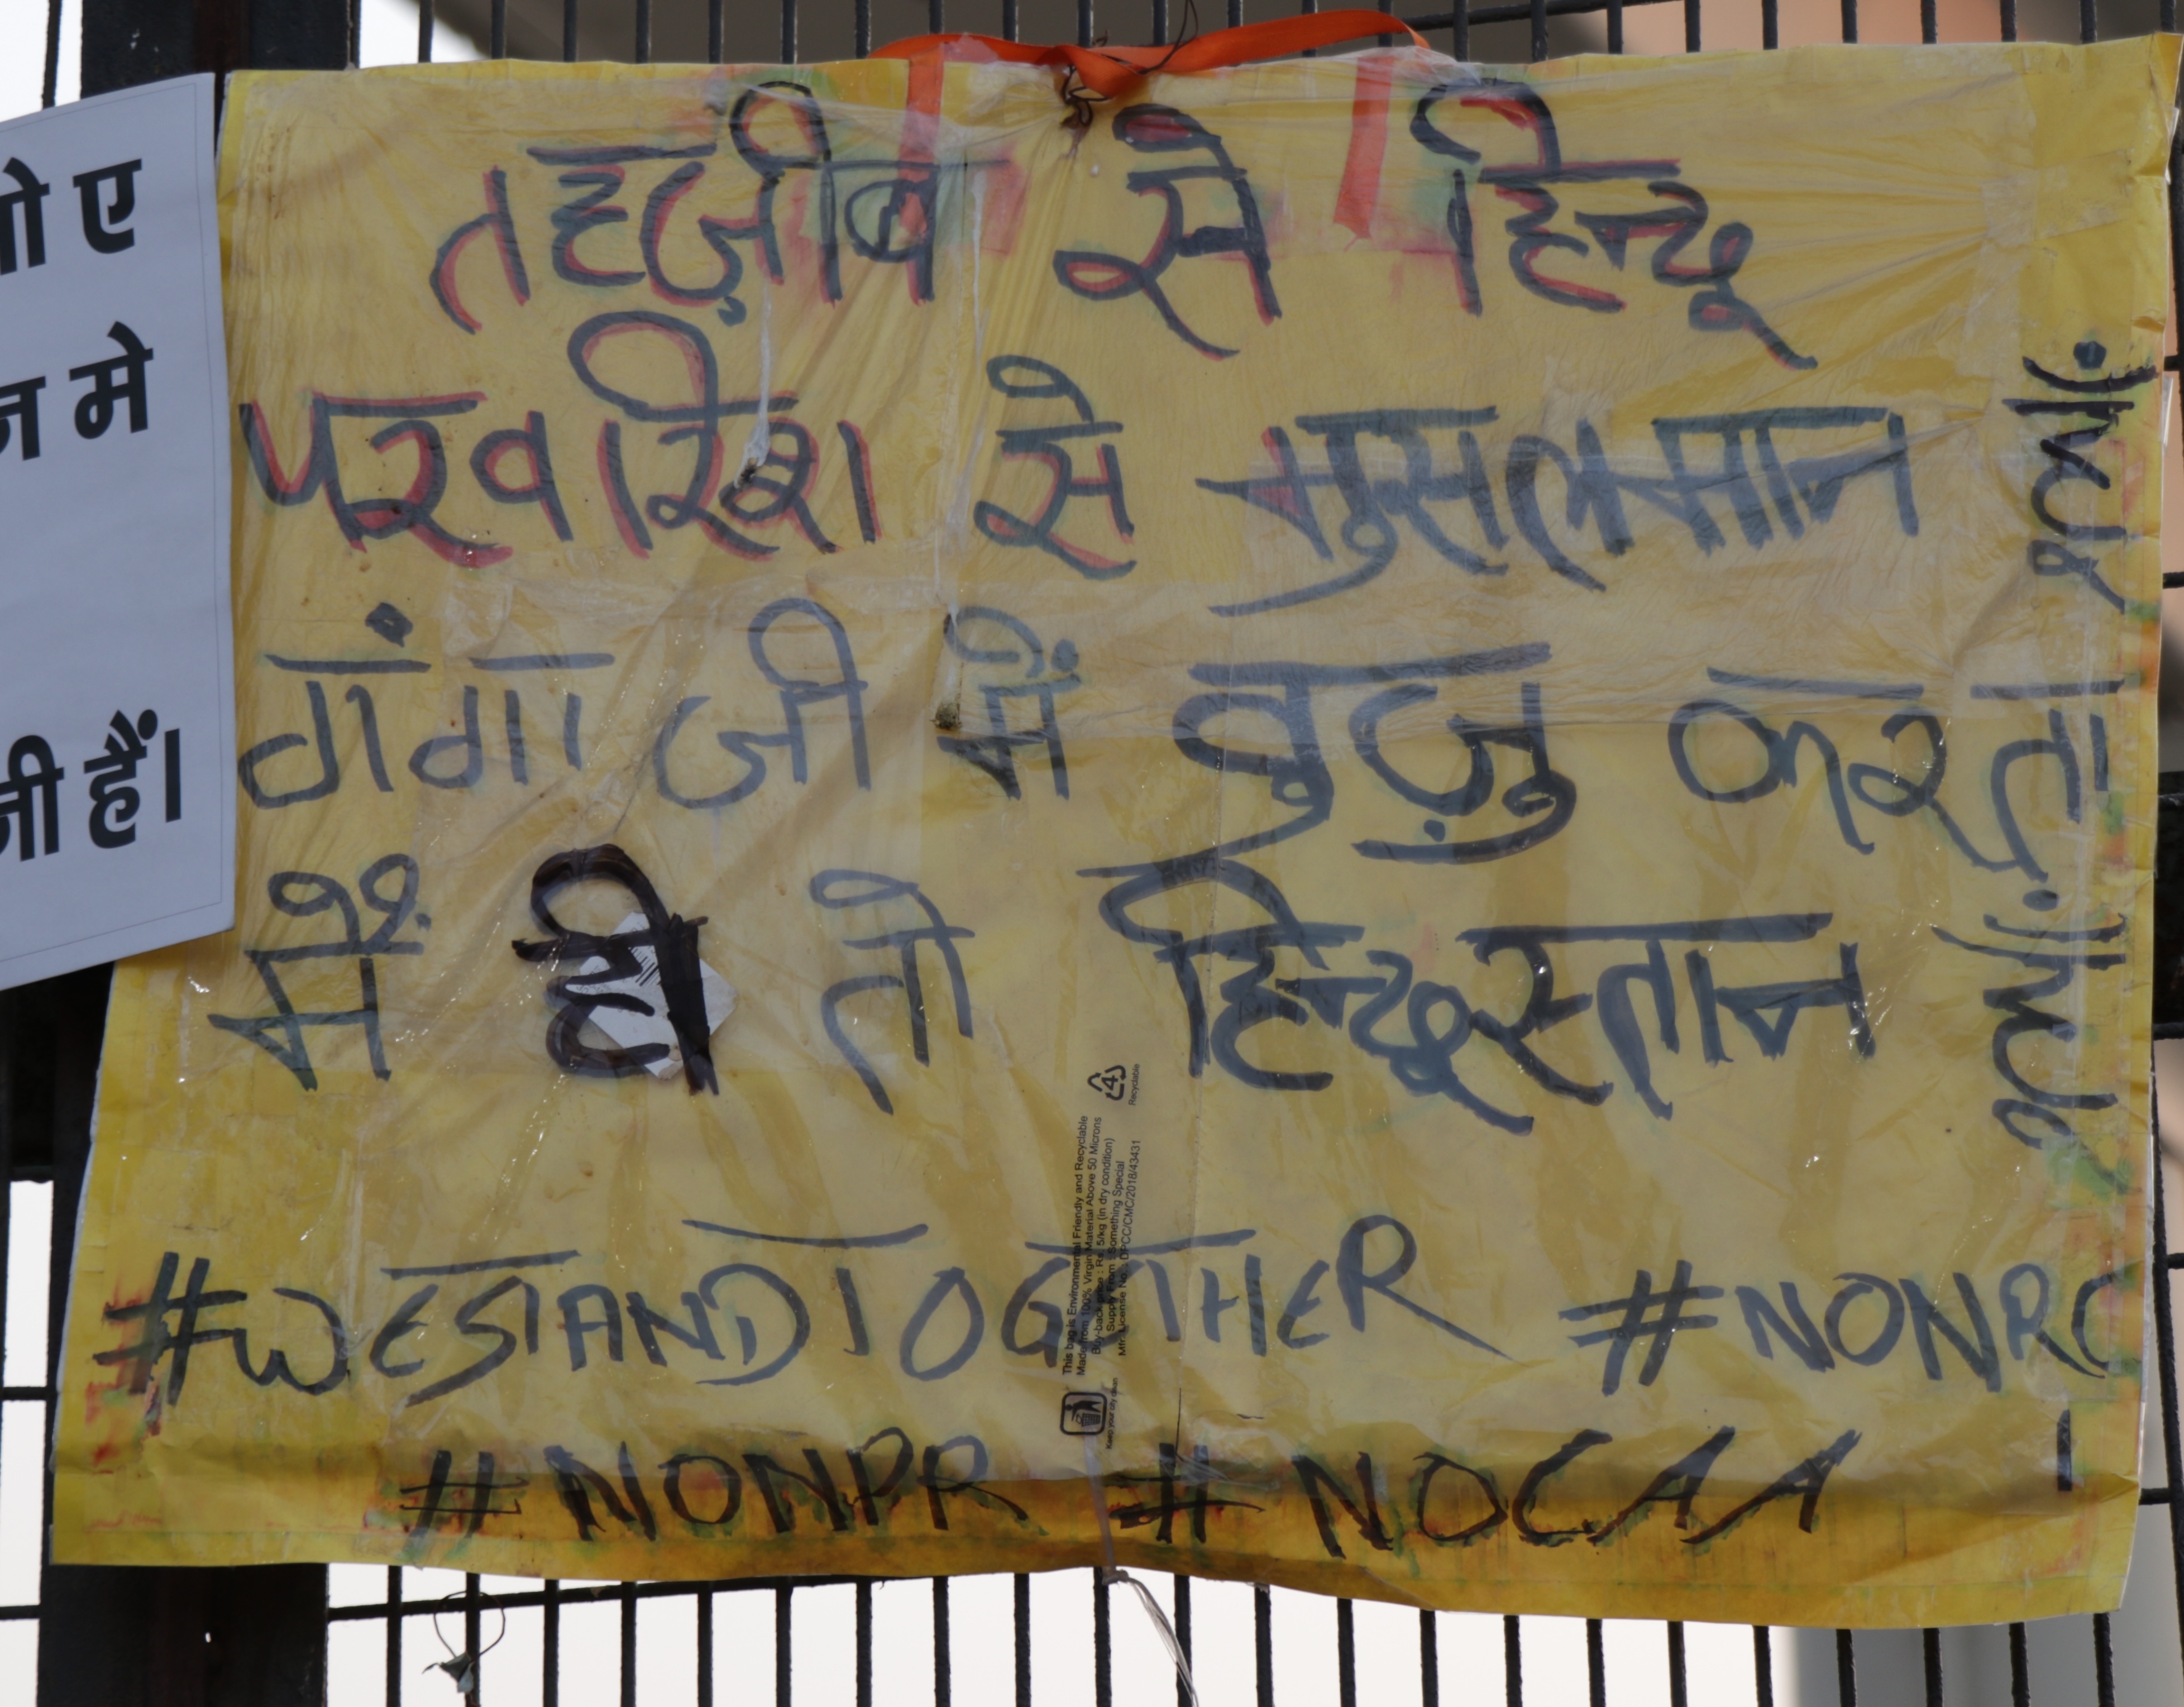 ए
मे
हैं।
तहज़ीब से हिन्दू
परवरिश से मुसलमान हूँ
गंगा जी में वुज़ु करता हूँ
मैं ही तो हिन्दूस्तान
#WESTANDTOGETHER #NONRC
#NONPR #NOCAA
This bag is Environmental Friendly and Recyclable
Made from 100% Virgin Material Above 50 Microns
Buy-back price : Rs. 5/kg (in dry condition)
Supply From : Something Special
Mfr. License No. : DPCC/CMC/2018/43431
4
Recyclable
Keep your city clean